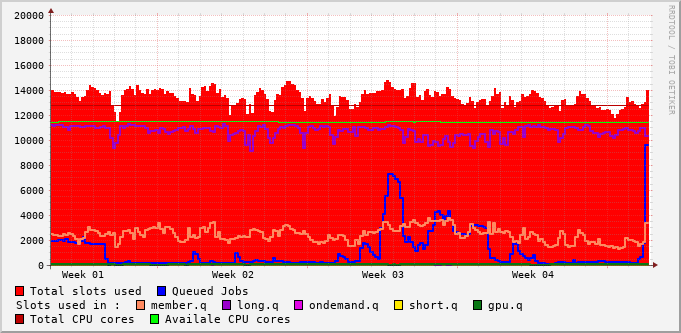 20000
18000
16000
14000
12000
10000
8000
6000
4000
2000
0
Week 01 Week 02 Week 03 Week 04
RRDTOOL / TOBI OETIKER
Total slots used Queued Jobs
Slots used in : member.q long.q ondemand.q short.q gpu.q
Total CPU cores Availale CPU cores